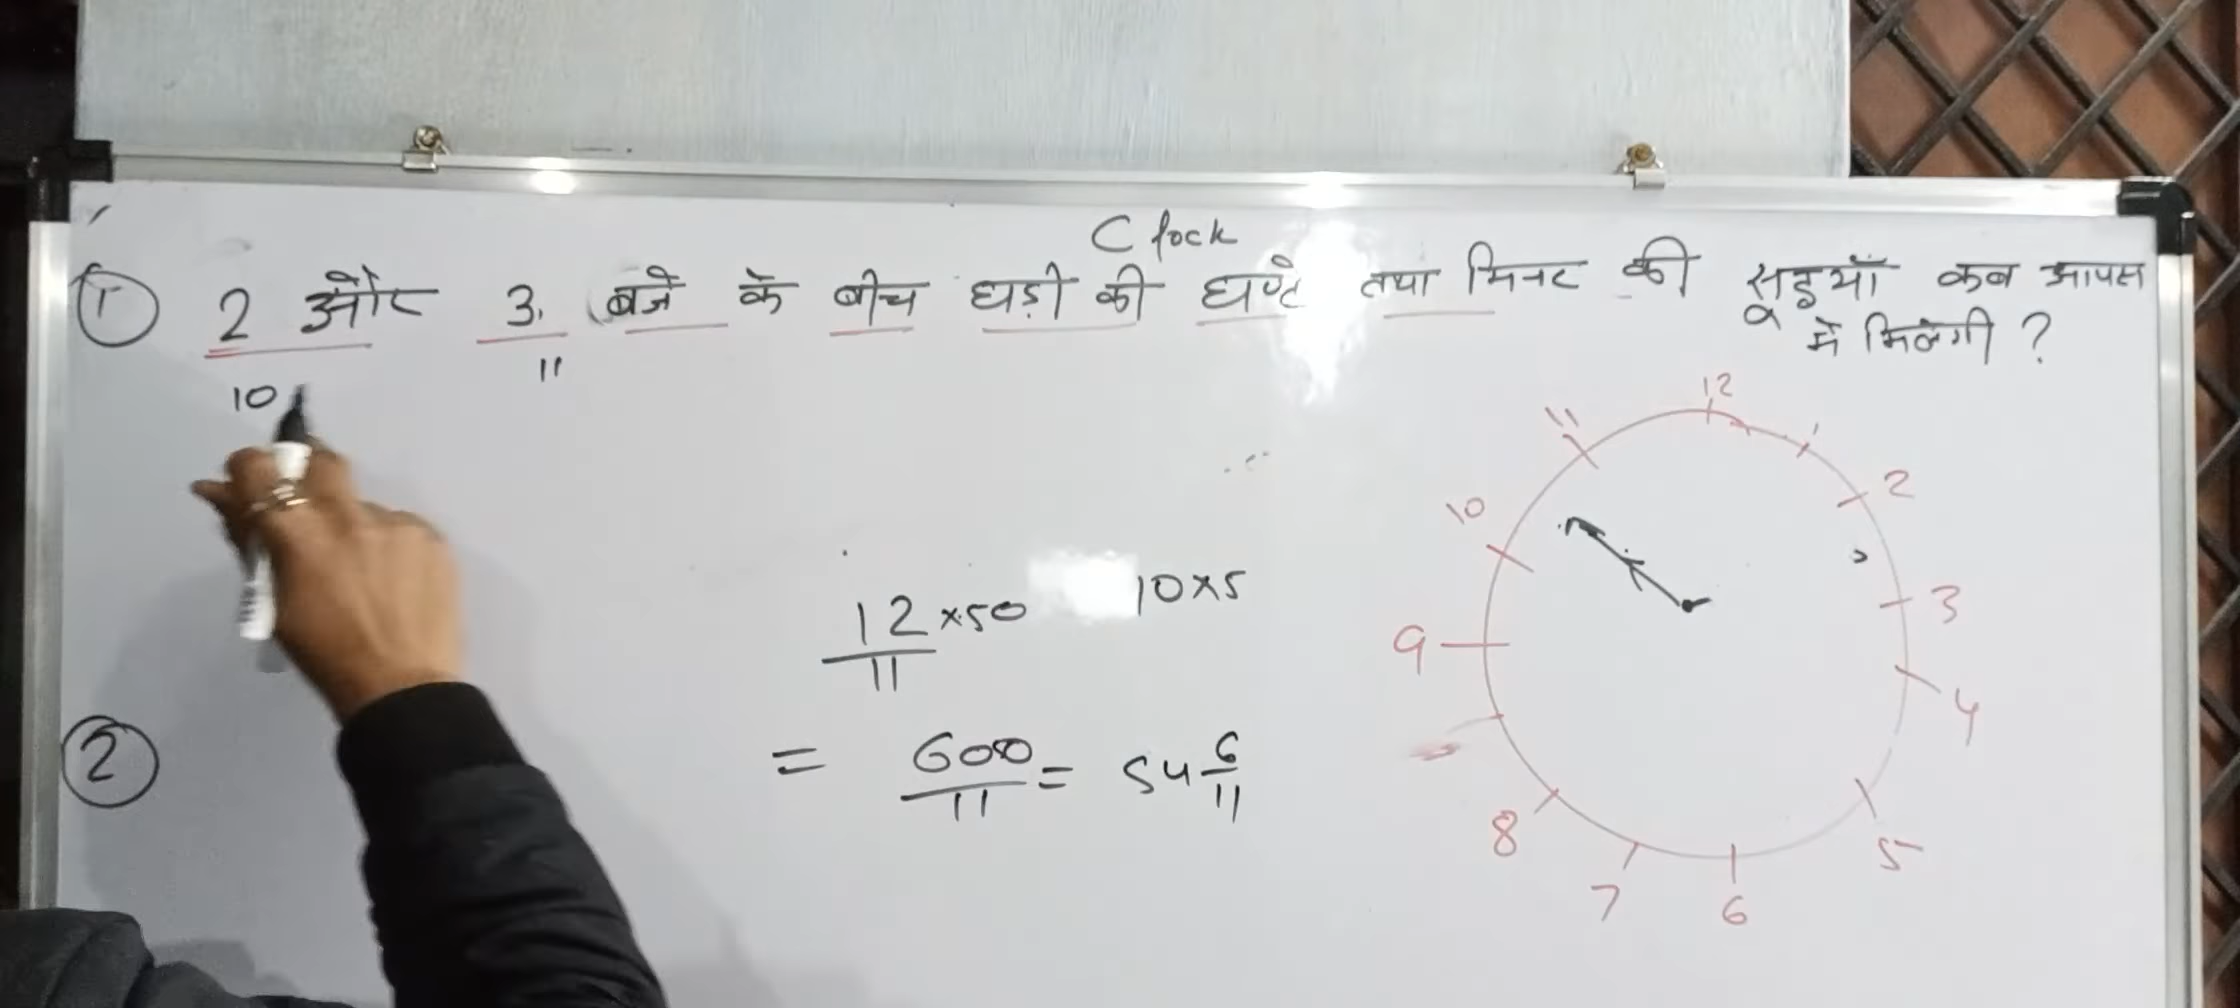 Clock
① 2 और 3 बजे के बीच घड़ी की घण्टे तथा मिनट की सूइयाँ कब आपस
में मिलेगी ?
10 11
12/11 ×50 10×5
= 600/11 = 54 6/11
②
12
1
2
3
4
5
6
7
8
9
10
11